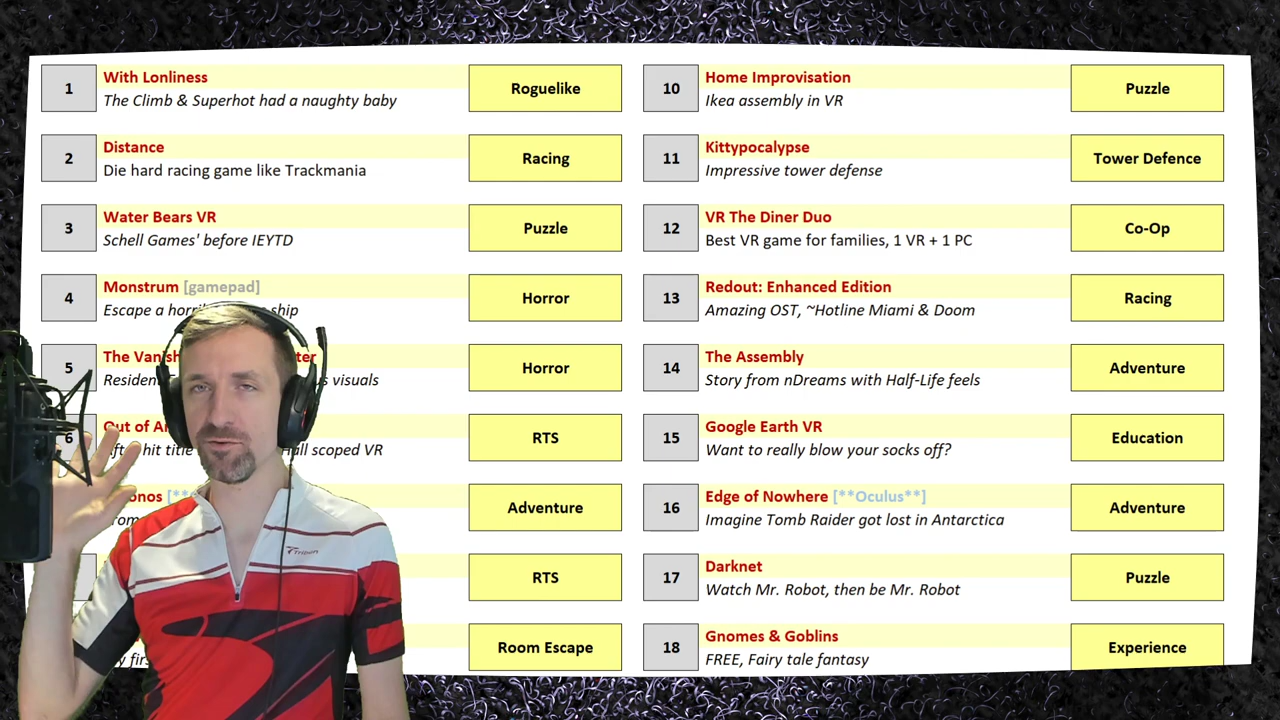 1
With Lonliness
The Climb & Superhot had a naughty baby
Roguelike
2
Distance
Die hard racing game like Trackmania
Racing
3
Water Bears VR
Schell Games' before IEYTD
Puzzle
4
Monstrum [gamepad]
Escape a ship
Horror
5
The
visuals
Horror
6
Out of
hit title scoped VR
RTS
Adventure
RTS
Room Escape
10
Home Improvisation
Ikea assembly in VR
Puzzle
11
Kittypocalypse
Impressive tower defense
Tower Defence
12
VR The Diner Duo
Best VR game for families, 1 VR + 1 PC
Co-Op
13
Redout: Enhanced Edition
Amazing OST, ~Hotline Miami & Doom
Racing
14
The Assembly
Story from nDreams with Half-Life feels
Adventure
15
Google Earth VR
Want to really blow your socks off?
Education
16
Edge of Nowhere [**Oculus**]
Imagine Tomb Raider got lost in Antarctica
Adventure
17
Darknet
Watch Mr. Robot, then be Mr. Robot
Puzzle
18
Gnomes & Goblins
FREE, Fairy tale fantasy
Experience